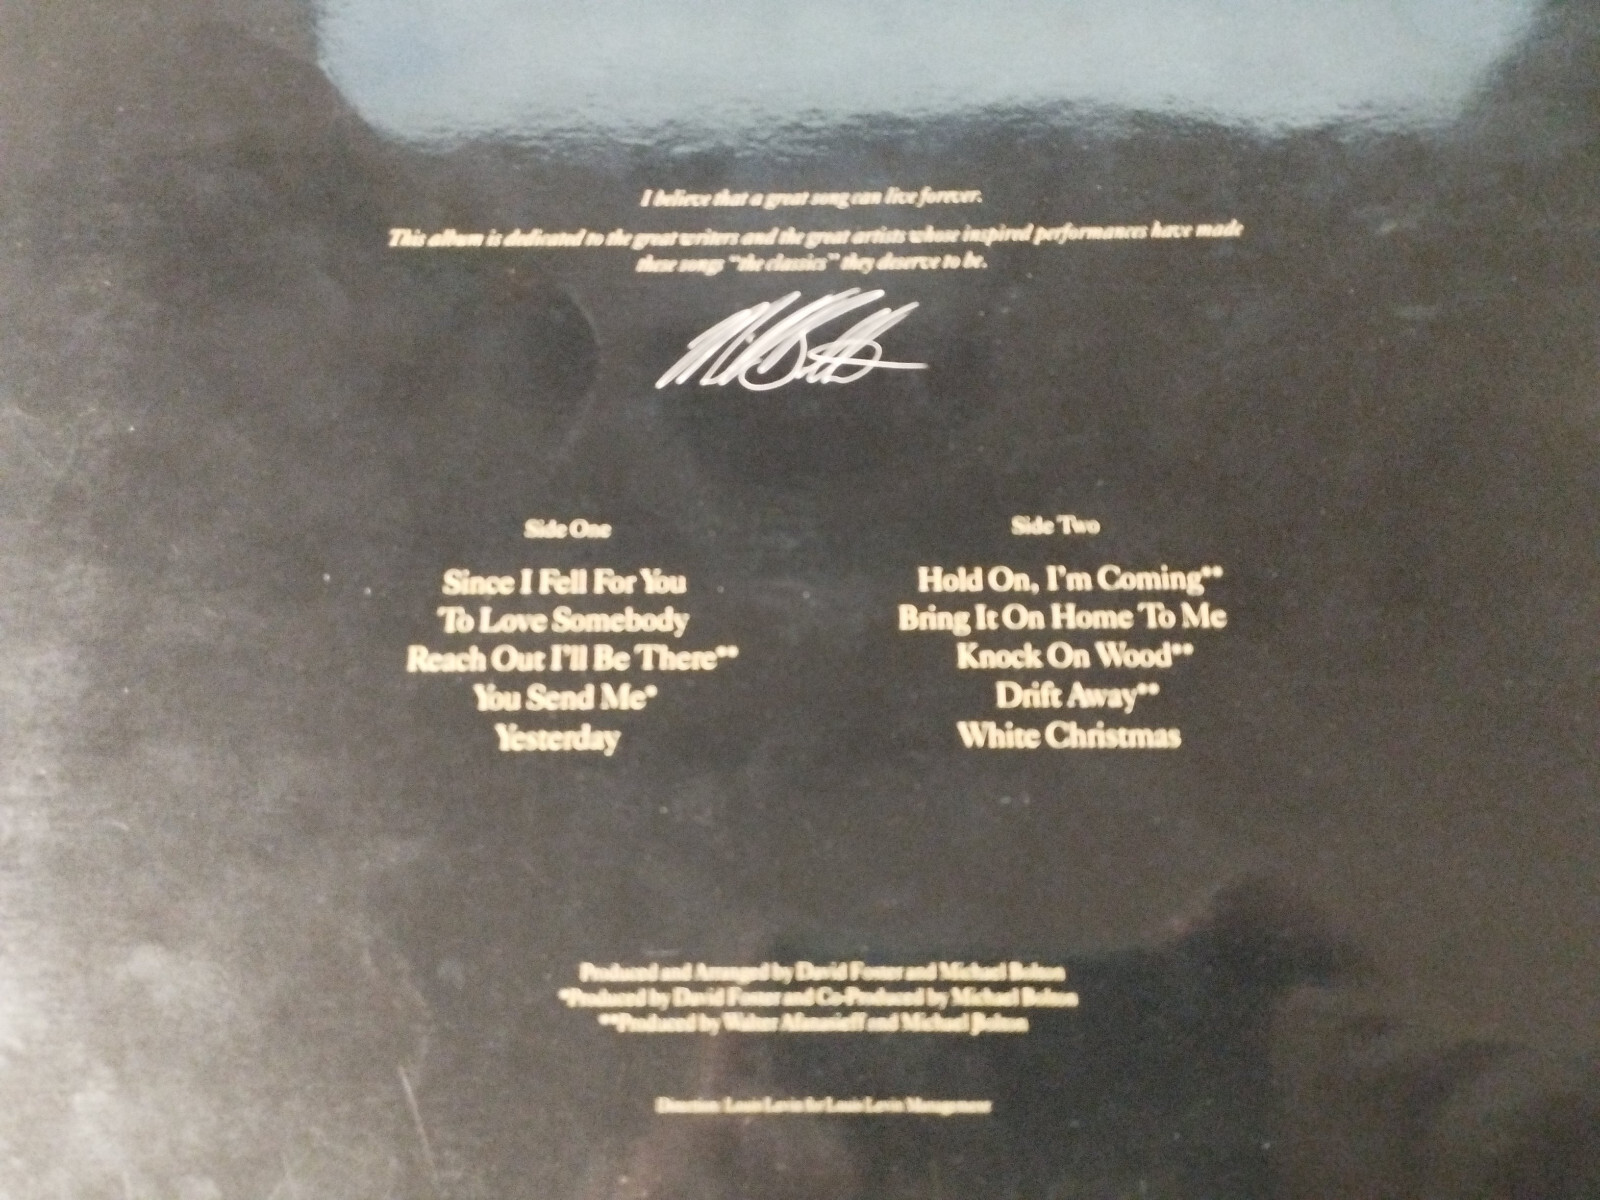 I believe that a great song can live forever.
This album is dedicated to the great writers and the great artists whose inspired performances have made
these songs "the classics" they deserve to be.
Side One
Since I Fell For You
To Love Somebody
Reach Out I'll Be There**
You Send Me*
Yesterday
Side Two
Hold On, I'm Coming**
Bring It On Home To Me
Knock On Wood**
Drift Away**
White Christmas
Produced and Arranged by David Foster and Michael Bolton
*Produced by David Foster and Co-Produced by Michael Bolton
**Produced by Walter Afanasieff and Michael Bolton
Direction: Louis Levin for Louis Levin Management